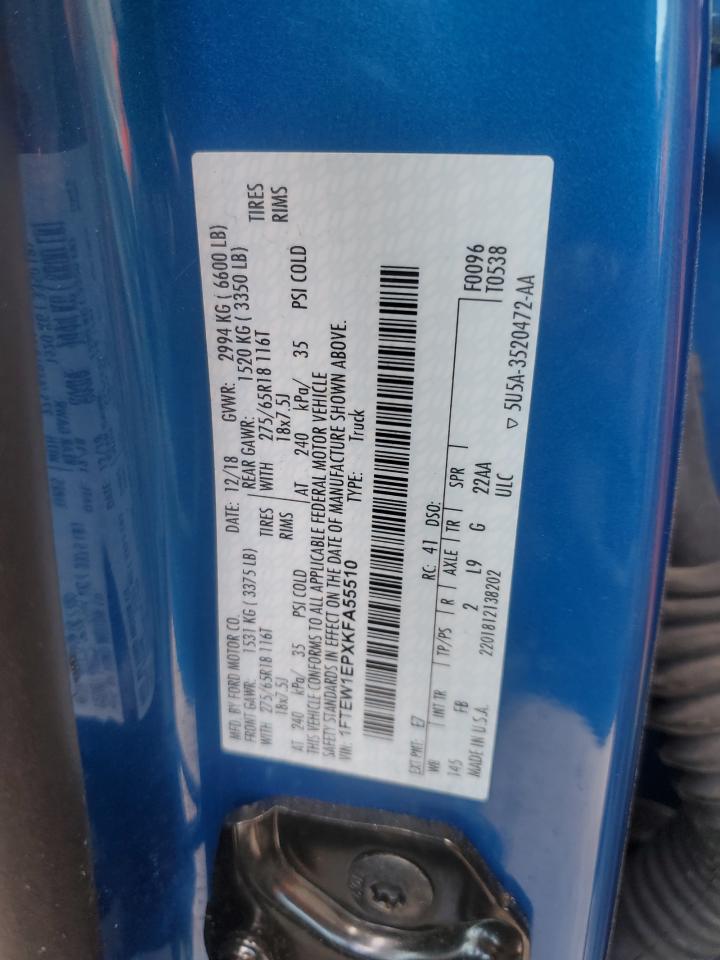 MFD. BY FORD MOTOR CO. DATE: 12/18 GVWR: 2994 KG ( 6600 LB)
FRONT GAWR: 1531 KG ( 3375 LB) REAR GAWR: 1520 KG ( 3350 LB)
WITH 275/65R18 116T TIRES WITH 275/65R18 116T TIRES
18x7.5J RIMS 18x7.5J RIMS
AT 240 kPa/ 35 PSI COLD AT 240 kPa/ 35 PSI COLD
THIS VEHICLE CONFORMS TO ALL APPLICABLE FEDERAL MOTOR VEHICLE
SAFETY STANDARDS IN EFFECT ON THE DATE OF MANUFACTURE SHOWN ABOVE.
VIN: 1FTEW1EPXKFA55510 TYPE: Truck
EXT PNT: E7 RC: 41 DSO:
WB INT TR TP/PS R AXLE TR SPR F0096
145 FB 2 L9 G 22AA T0538
MADE IN U.S.A. 2201812138202 ULC
▽ 5U5A-3520472-AA